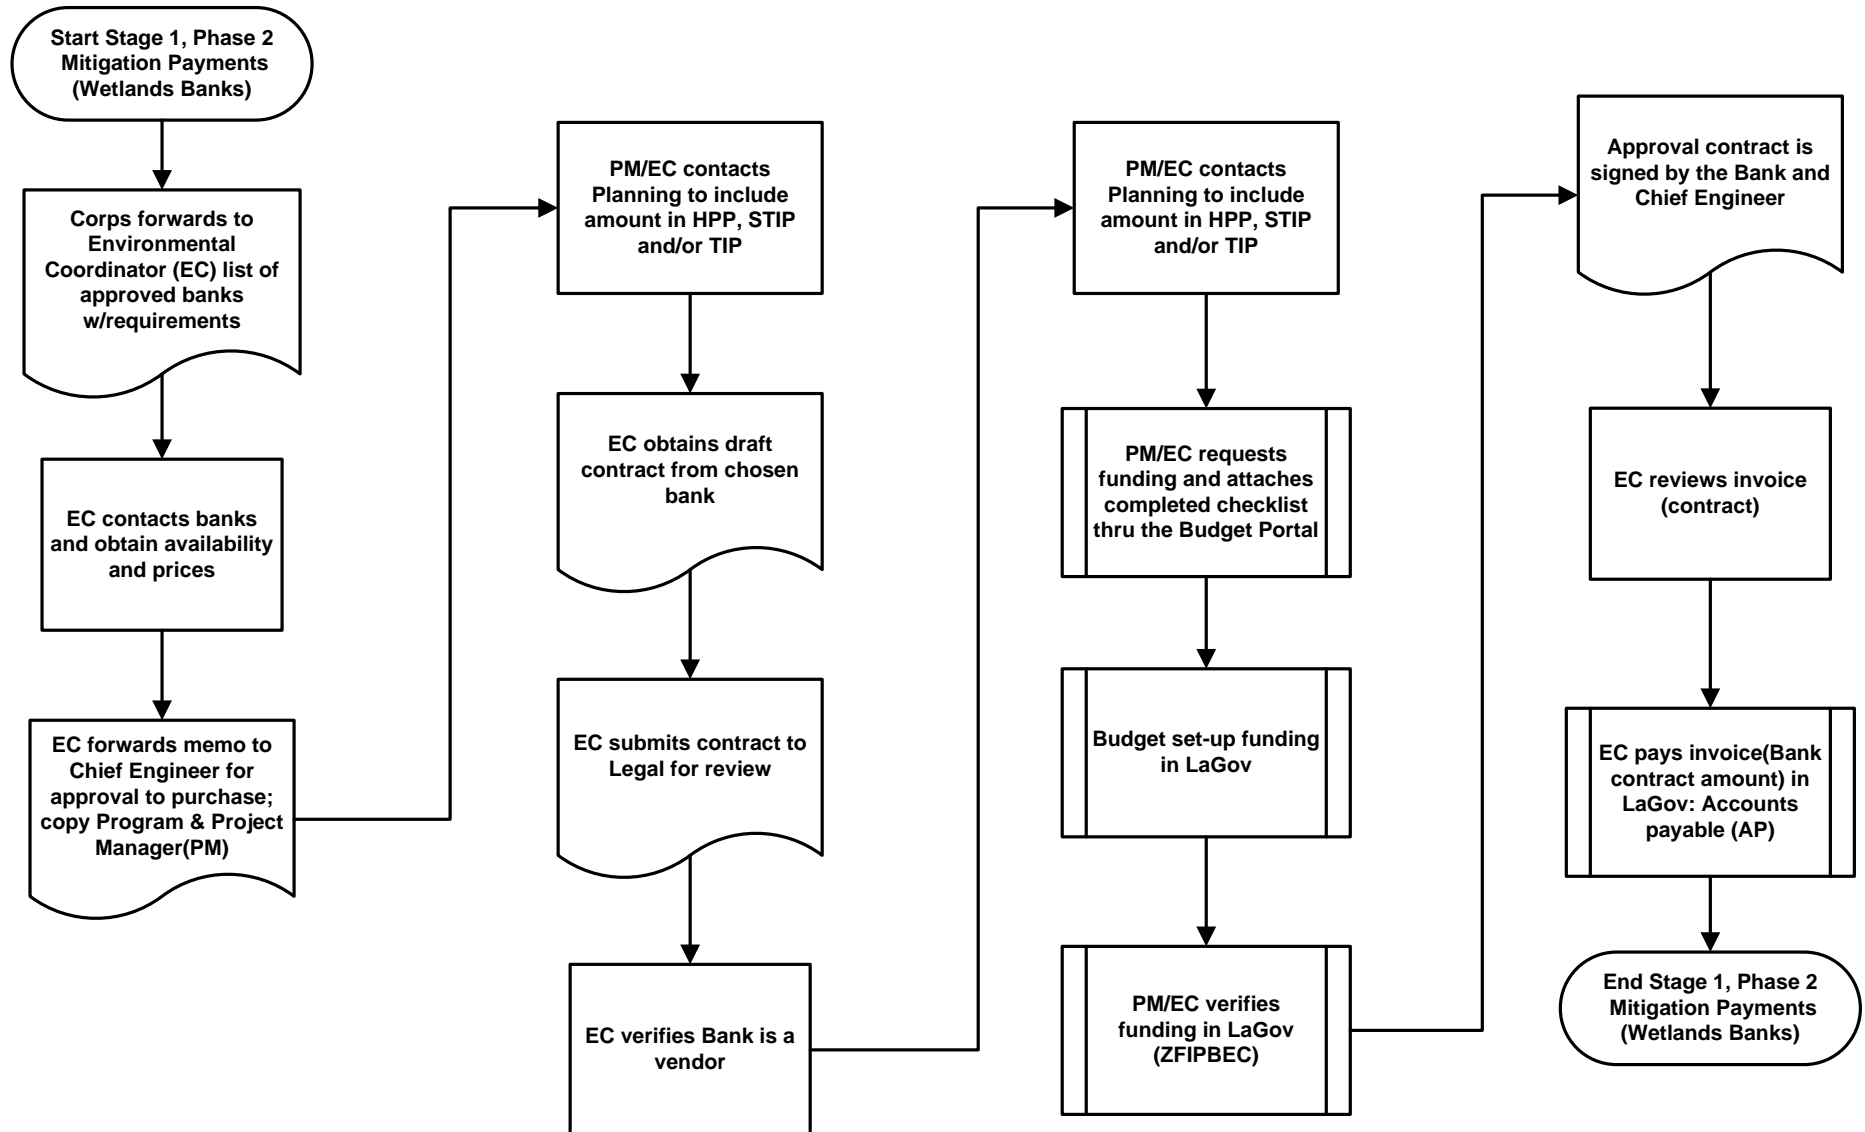 Start Stage 1, Phase 2
Mitigation Payments
(Wetlands Banks)
Corps forwards to
Environmental
Coordinator (EC) list of
approved banks
w/requirements
EC contacts banks
and obtain availability
and prices
EC forwards memo to
Chief Engineer for
approval to purchase;
copy Program & Project
Manager(PM)
PM/EC contacts
Planning to include
amount in HPP, STIP
and/or TIP
EC obtains draft
contract from chosen
bank
EC submits contract to
Legal for review
EC verifies Bank is a
vendor
PM/EC contacts
Planning to include
amount in HPP, STIP
and/or TIP
PM/EC requests
funding and attaches
completed checklist
thru the Budget Portal
Budget set-up funding
in LaGov
PM/EC verifies
funding in LaGov
(ZFIPBEC)
Approval contract is
signed by the Bank and
Chief Engineer
EC reviews invoice
(contract)
EC pays invoice(Bank
contract amount) in
LaGov: Accounts
payable (AP)
End Stage 1, Phase 2
Mitigation Payments
(Wetlands Banks)